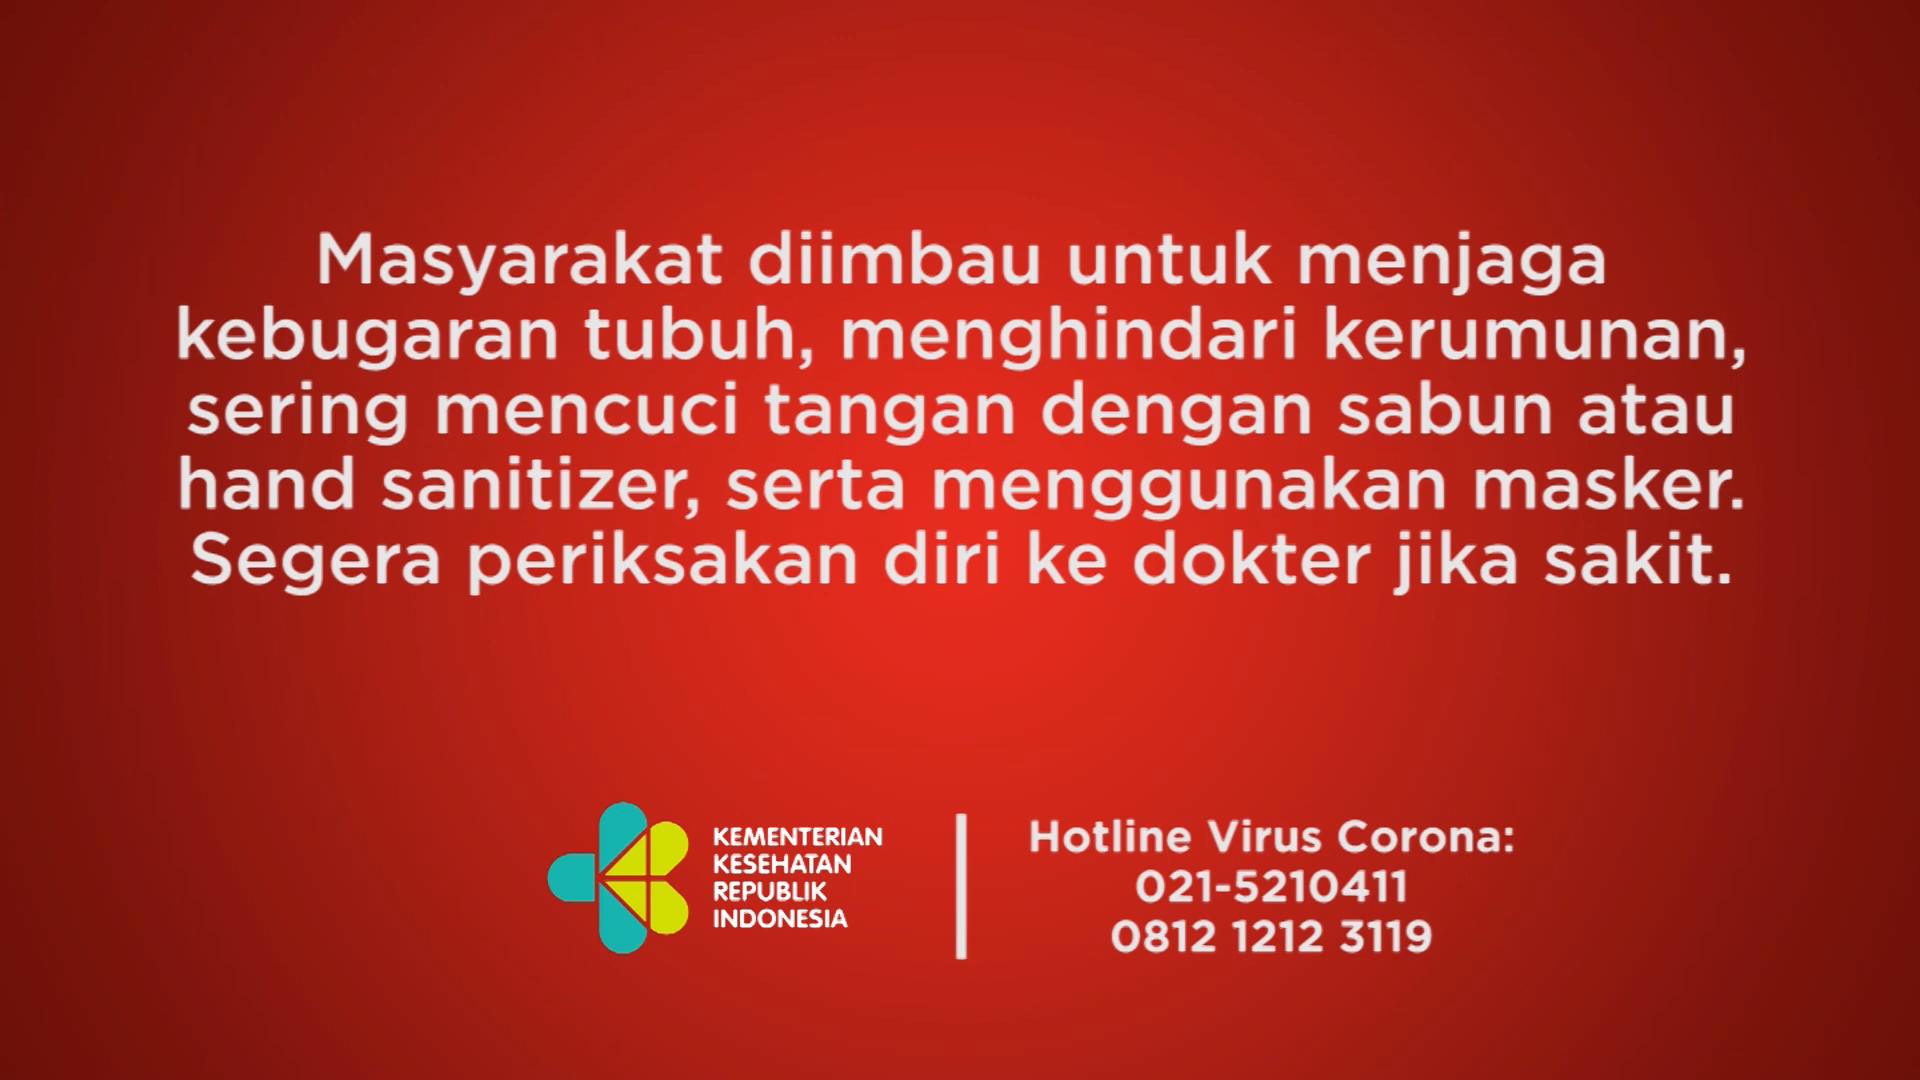 Masyarakat diimbau untuk menjaga
kebugaran tubuh, menghindari kerumunan,
sering mencuci tangan dengan sabun atau
hand sanitizer, serta menggunakan masker.
Segera periksakan diri ke dokter jika sakit.
KEMENTERIAN
KESEHATAN
REPUBLIK
INDONESIA
Hotline Virus Corona:
021-5210411
0812 1212 3119